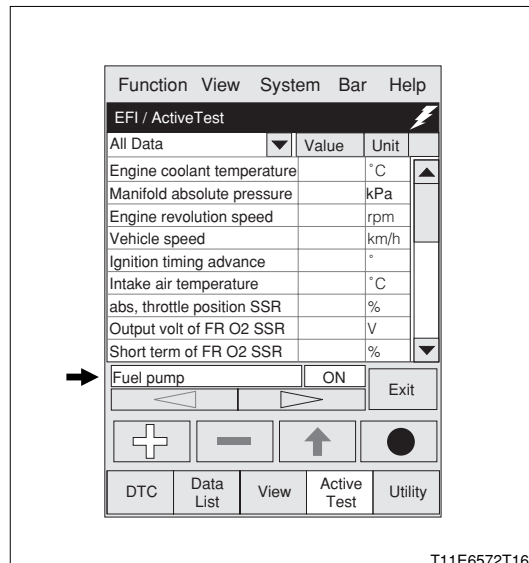 Function View System Bar Help
EFI / ActiveTest
All Data Value Unit
Engine coolant temperature °C
Manifold absolute pressure kPa
Engine revolution speed rpm
Vehicle speed km/h
Ignition timing advance °
Intake air temperature °C
abs, throttle position SSR %
Output volt of FR O2 SSR V
Short term of FR O2 SSR %
Fuel pump ON
Exit
DTC Data List View Active Test Utility
T11E6572T16